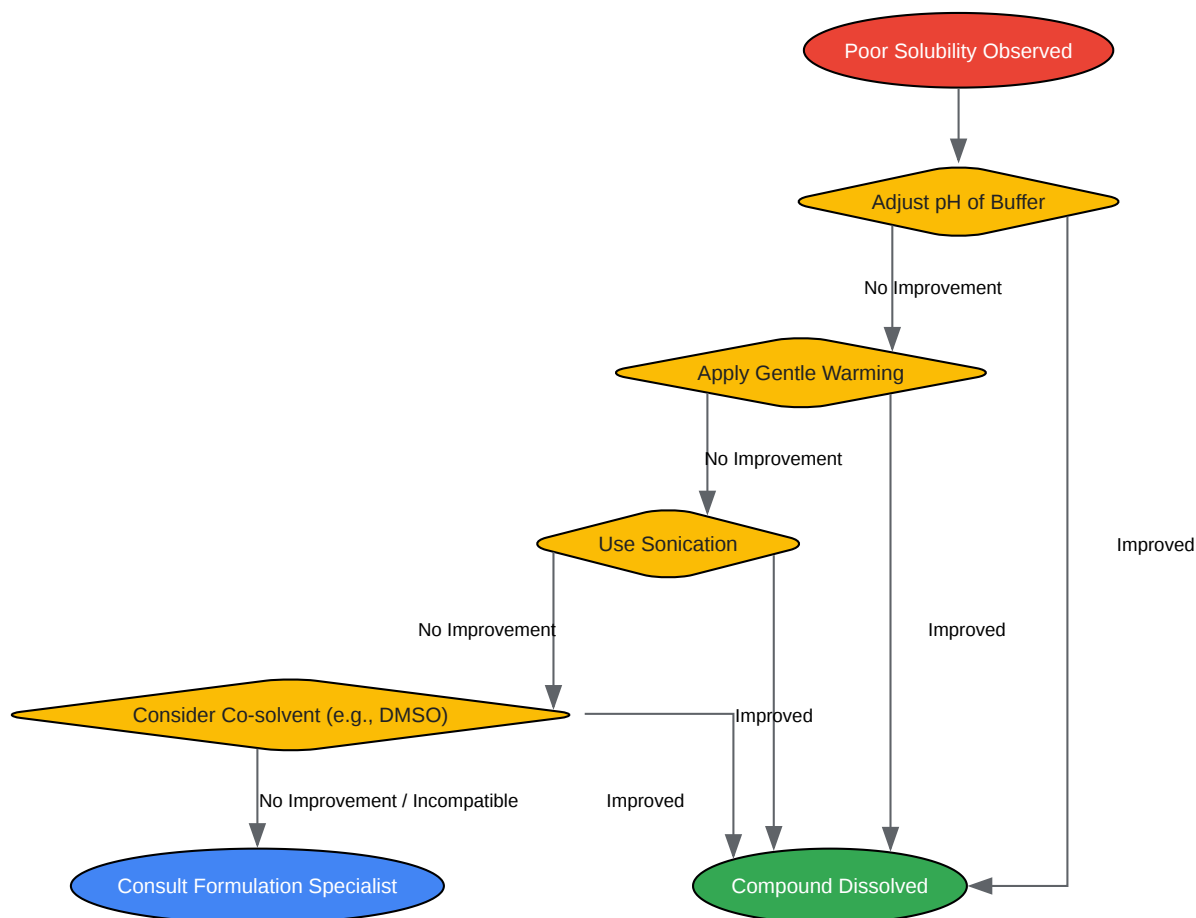 Poor Solubility Observed
Adjust pH of Buffer
No Improvement
Apply Gentle Warming
No Improvement
Use Sonication
Improved
No Improvement
Improved
Consider Co-solvent (e.g., DMSO)
Improved
No Improvement / Incompatible
Improved
Consult Formulation Specialist
Compound Dissolved